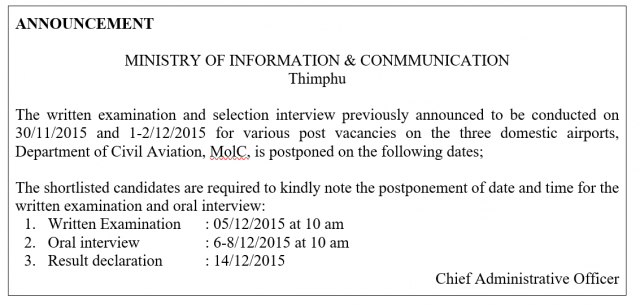 ANNOUNCEMENT
MINISTRY OF INFORMATION & CONMMUNICATION
Thimphu
The written examination and selection interview previously announced to be conducted on
30/11/2015 and 1-2/12/2015 for various post vacancies on the three domestic airports,
Department of Civil Aviation, MolC, is postponed on the following dates;
The shortlisted candidates are required to kindly note the postponement of date and time for the
written examination and oral interview:
1. Written Examination : 05/12/2015 at 10 am
2. Oral interview : 6-8/12/2015 at 10 am
3. Result declaration : 14/12/2015
Chief Administrative Officer